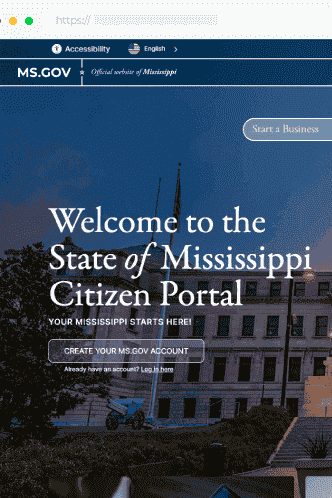 https://
Accessibility English
MS.GOV Official website of Mississippi
Start a Business
Welcome to the
State of Mississippi
Citizen Portal
YOUR MISSISSIPPI STARTS HERE!
CREATE YOUR MS.GOV ACCOUNT
Already have an account? Log in here